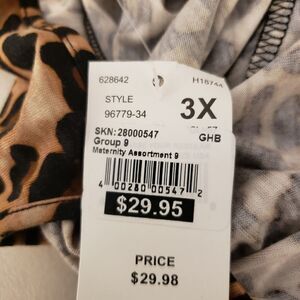 628642
H1874A
STYLE
96779-34
3X
SKN:28000547
Group 9
GHB
Maternity Assortment 9
4 00280 00547 2
$29.95
PRICE
$29.98